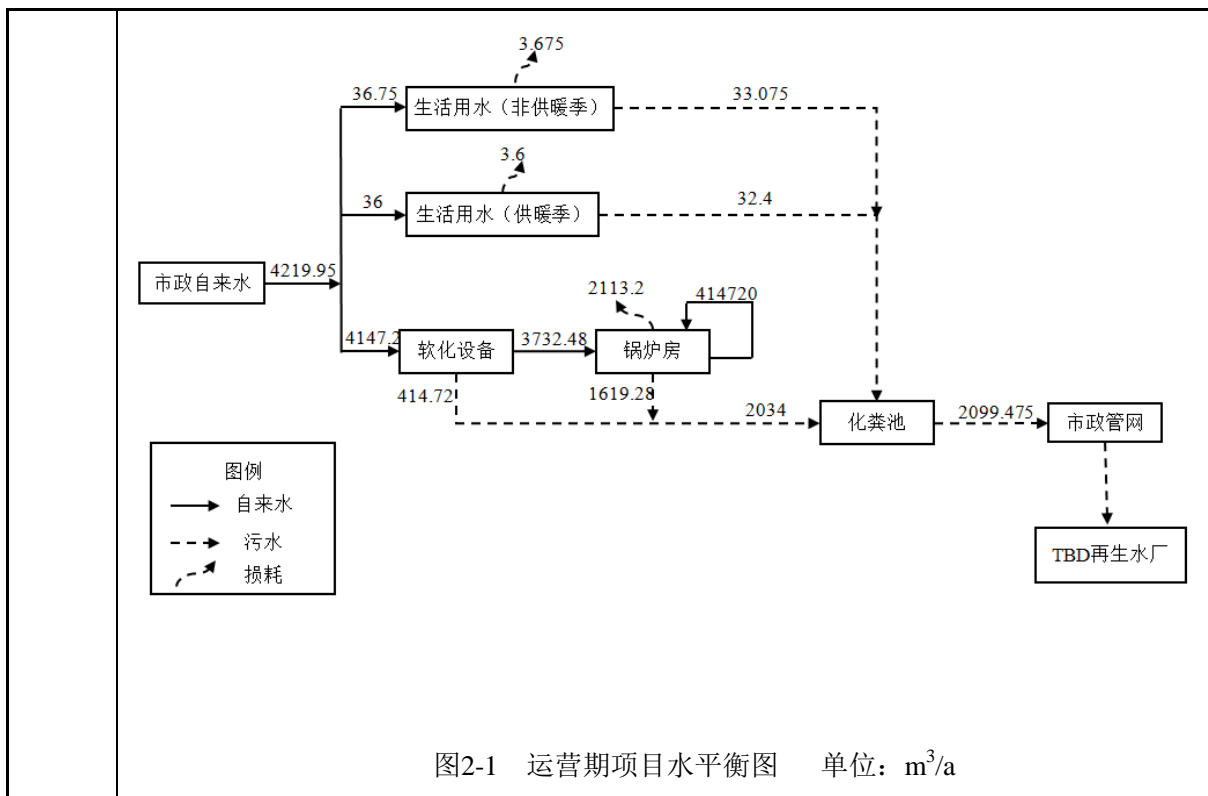 3.675
36.75
生活用水（非供暖季）
33.075
3.6
36
生活用水（供暖季）
32.4
市政自来水
4219.95
2113.2
414720
4147.2
软化设备
3732.48
锅炉房
414.72
1619.28
2034
化粪池
2099.475
市政管网
TBD再生水厂
图例
自来水
污水
损耗
图2-1 运营期项目水平衡图 单位：m³/a